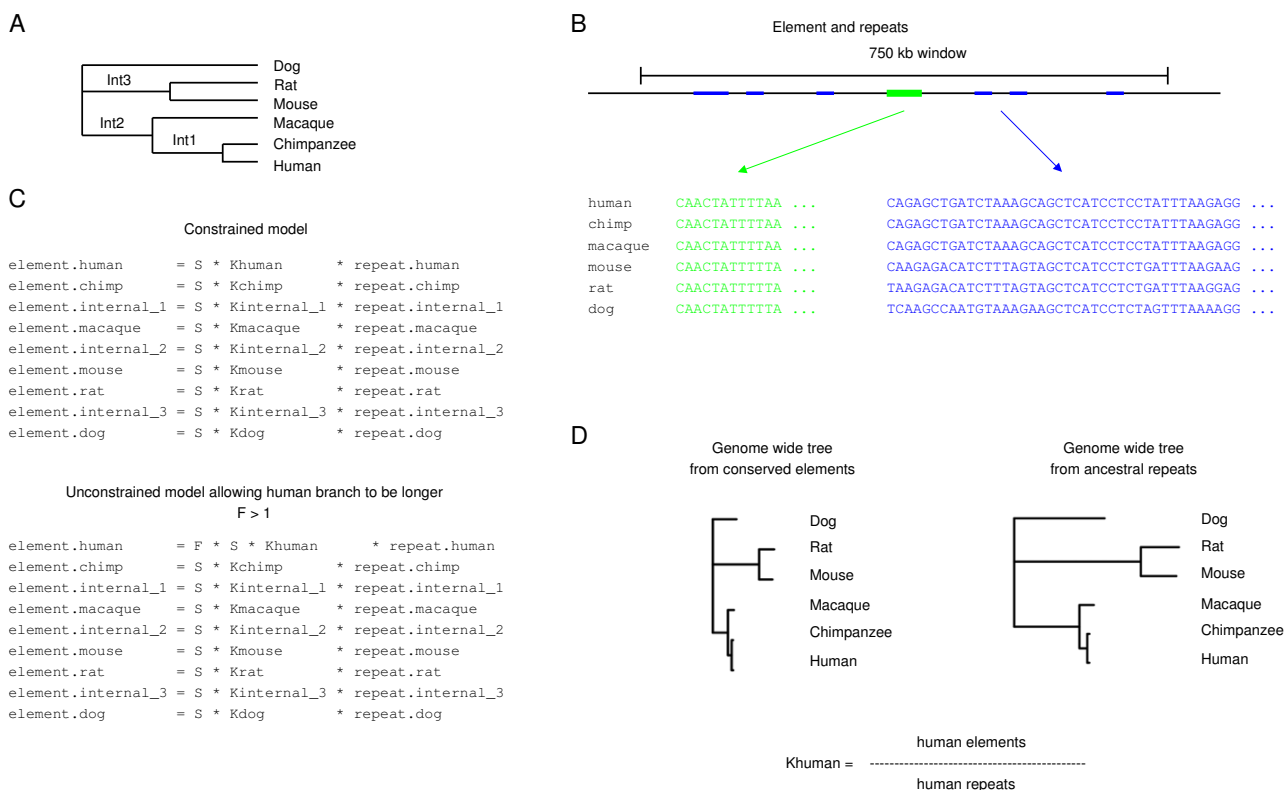 A
Dog
Int3
Rat
Mouse
Int2
Macaque
Int1
Chimpanzee
Human
B
Element and repeats
750 kb window
human CAACTATTTTAA ... CAGAGCTGATCTAAAGCAGCTCATCCTCCTATTTAAGAGG ...
chimp CAACTATTTTAA ... CAGAGCTGATCTAAAGCAGCTCATCCTCCTATTTAAGAGG ...
macaque CAACTATTTTAA ... CAGAGCTGATCTAAAGCAGCTCATCCTCCTATTTAAGAGG ...
mouse CAACTATTTTTA ... CAAGAGACATCTTTAGTAGCTCATCCTCTGATTTAAGAAG ...
rat CAACTATTTTTA ... TAAGAGACATCTTTAGTAGCTCATCCTCTGATTTAAGGAG ...
dog CAACTATTTTTA ... TCAAGCCAATGTAAAGAAGCTCATCCTCTAGTTTAAAAGG ...
C
Constrained model
element.human = S * Khuman * repeat.human
element.chimp = S * Kchimp * repeat.chimp
element.internal_1 = S * Kinternal_1 * repeat.internal_1
element.macaque = S * Kmacaque * repeat.macaque
element.internal_2 = S * Kinternal_2 * repeat.internal_2
element.mouse = S * Kmouse * repeat.mouse
element.rat = S * Krat * repeat.rat
element.internal_3 = S * Kinternal_3 * repeat.internal_3
element.dog = S * Kdog * repeat.dog
Unconstrained model allowing human branch to be longer
F > 1
element.human = F * S * Khuman * repeat.human
element.chimp = S * Kchimp * repeat.chimp
element.internal_1 = S * Kinternal_1 * repeat.internal_1
element.macaque = S * Kmacaque * repeat.macaque
element.internal_2 = S * Kinternal_2 * repeat.internal_2
element.mouse = S * Kmouse * repeat.mouse
element.rat = S * Krat * repeat.rat
element.internal_3 = S * Kinternal_3 * repeat.internal_3
element.dog = S * Kdog * repeat.dog
D
Genome wide tree
from conserved elements
Dog
Rat
Mouse
Macaque
Chimpanzee
Human
Genome wide tree
from ancestral repeats
Dog
Rat
Mouse
Macaque
Chimpanzee
Human
human elements
Khuman = -------------------------------------------
human repeats